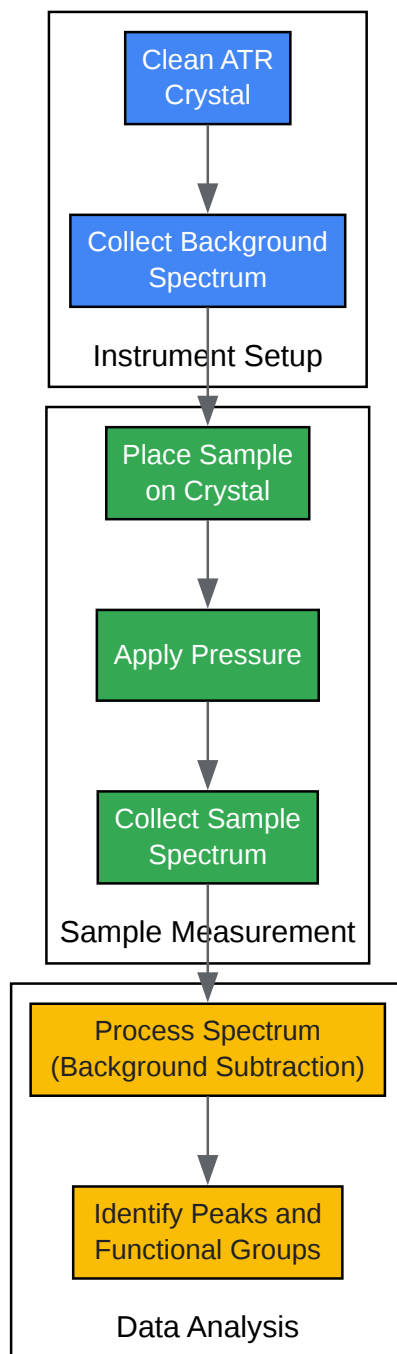 Clean ATR
Crystal
Collect Background
Spectrum
Instrument Setup
Place Sample
on Crystal
Apply Pressure
Collect Sample
Spectrum
Sample Measurement
Process Spectrum
(Background Subtraction)
Identify Peaks and
Functional Groups
Data Analysis